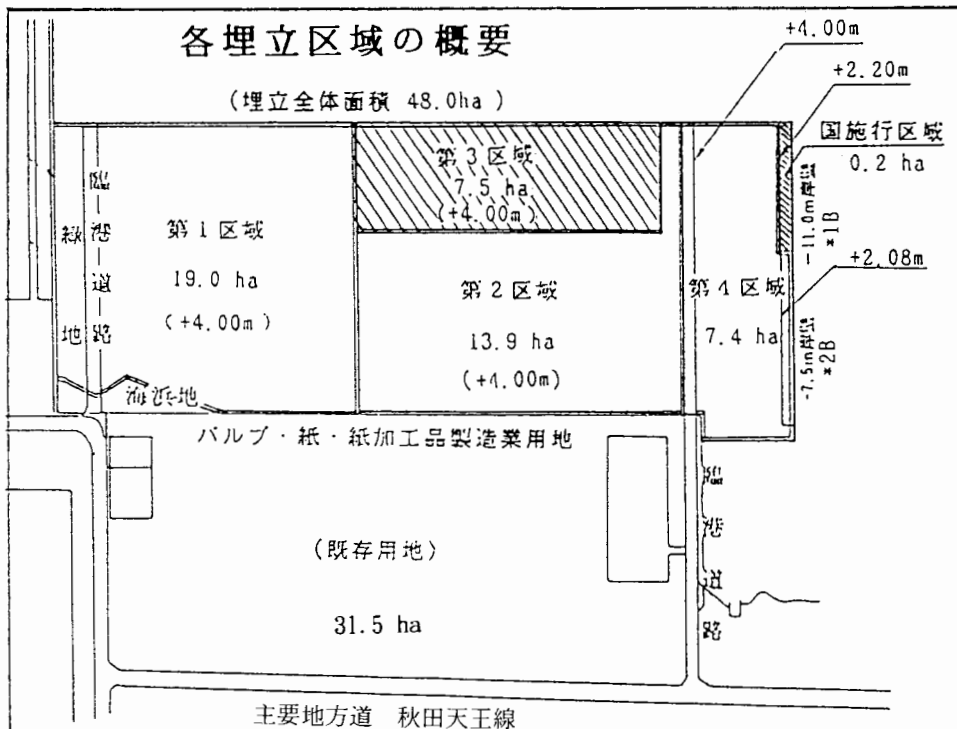 各埋立区域の概要
(埋立全体面積 48.0ha )
+4.00m
+2.20m
国施行区域
0.2 ha
-11.0m岸壁
*1B
+2.08m
-7.5m岸壁
*2B
緑地
臨港道路
第1区域
19.0 ha
(+4.00m)
第3区域
7.5 ha
(+4.00m)
第2区域
13.9 ha
(+4.00m)
第4区域
7.4 ha
海浜地
パルプ・紙・紙加工品製造業用地
(既存用地)
31.5 ha
臨港道路
主要地方道 秋田天王線